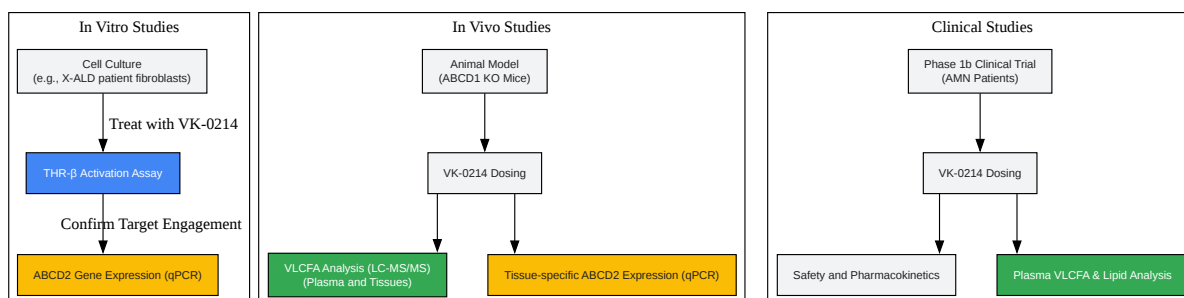 In Vitro Studies
Cell Culture
(e.g., X-ALD patient fibroblasts)
Treat with VK-0214
THR-β Activation Assay
Confirm Target Engagement
ABCD2 Gene Expression (qPCR)
In Vivo Studies
Animal Model
(ABCD1 KO Mice)
VK-0214 Dosing
VLCFA Analysis (LC-MS/MS)
(Plasma and Tissues)
Tissue-specific ABCD2 Expression (qPCR)
Clinical Studies
Phase 1b Clinical Trial
(AMN Patients)
VK-0214 Dosing
Safety and Pharmacokinetics
Plasma VLCFA & Lipid Analysis